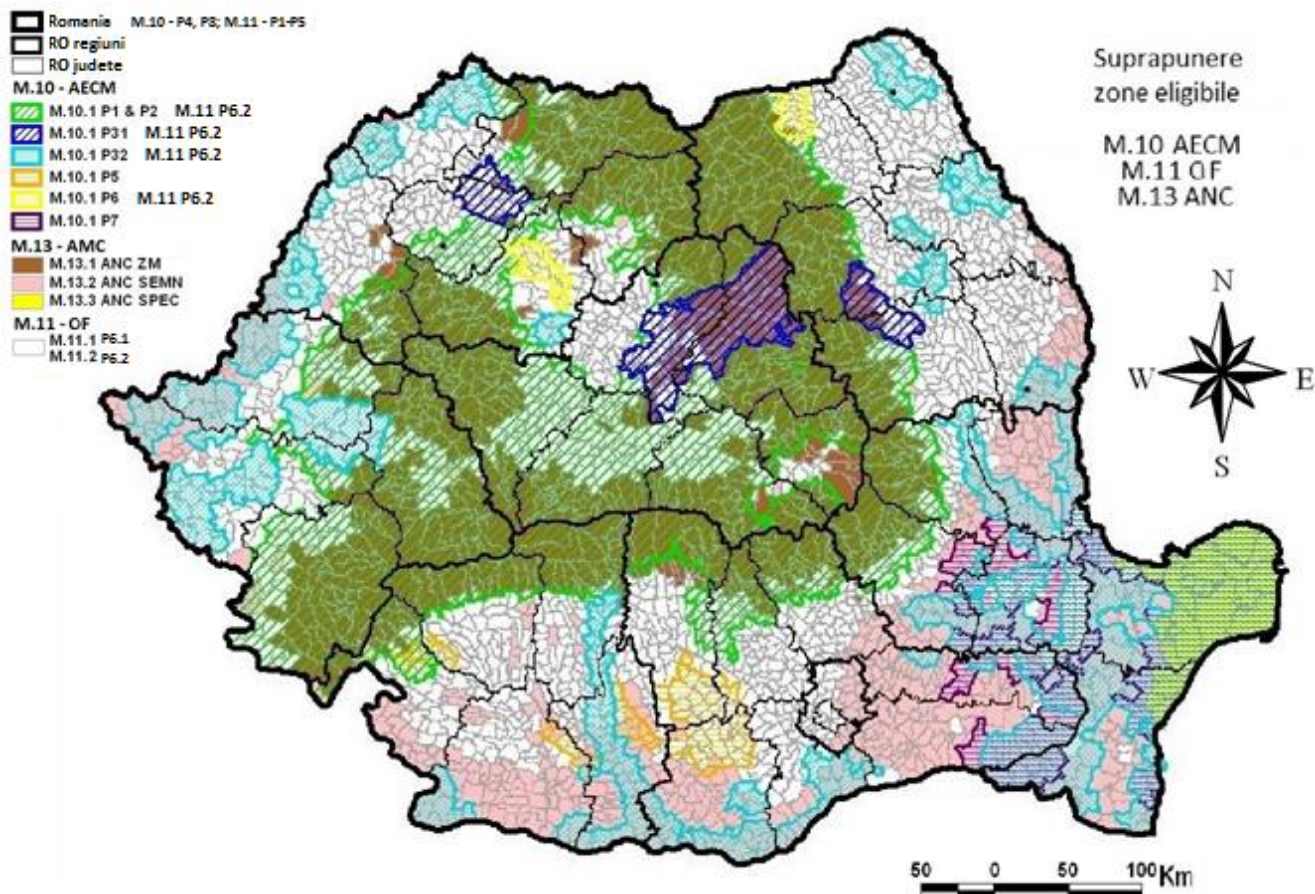 Romania M.10 - P4, P8; M.11 - P1-P5
RO regiuni
RO judete
M.10 - AECM
M.10.1 P1 & P2 M.11 P6.2
M.10.1 P31 M.11 P6.2
M.10.1 P32 M.11 P6.2
M.10.1 P5
M.10.1 P6 M.11 P6.2
M.10.1 P7
M.13 - AMC
M.13.1 ANC ZM
M.13.2 ANC SEMN
M.13.3 ANC SPEC
M.11 - OF
M.11.1 P6.1
M.11.2 P6.2
Suprapunere
zone eligibile
M.10 AECM
M.11 OF
M.13 ANC
N
W E
S
50 0 50 100 Km